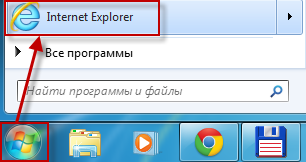 Internet Explorer
Все программы
Найти программы и файлы